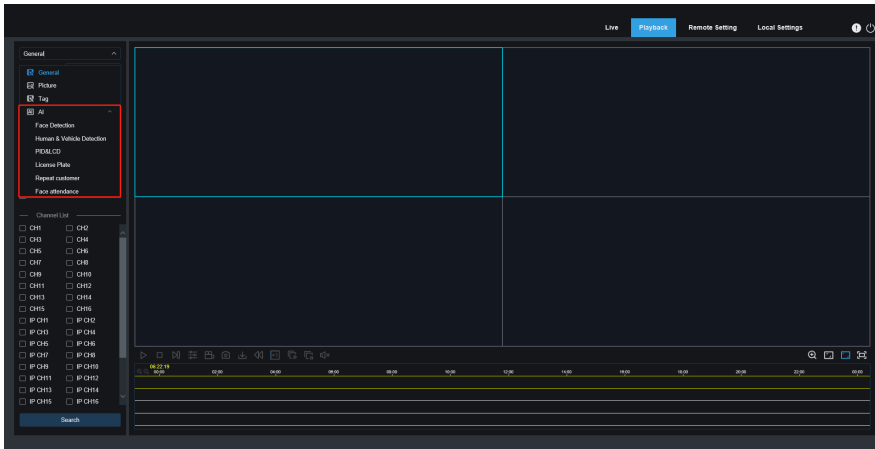 Live Playback Remote Setting Local Settings
General
General
Picture
Tag
AI
Face Detection
Human & Vehicle Detection
PID&LCD
License Plate
Repeat customer
Face attendance
Channel List
CH1 CH2
CH3 CH4
CH5 CH6
CH7 CH8
CH9 CH10
CH11 CH12
CH13 CH14
CH15 CH16
IP CH1 IP CH2
IP CH3 IP CH4
IP CH5 IP CH6
IP CH7 IP CH8
IP CH9 IP CH10
IP CH11 IP CH12
IP CH13 IP CH14
IP CH15 IP CH16
Search
06:22:19
00:00 02:00 04:00 06:00 08:00 10:00 12:00 14:00 16:00 18:00 20:00 22:00 00:00